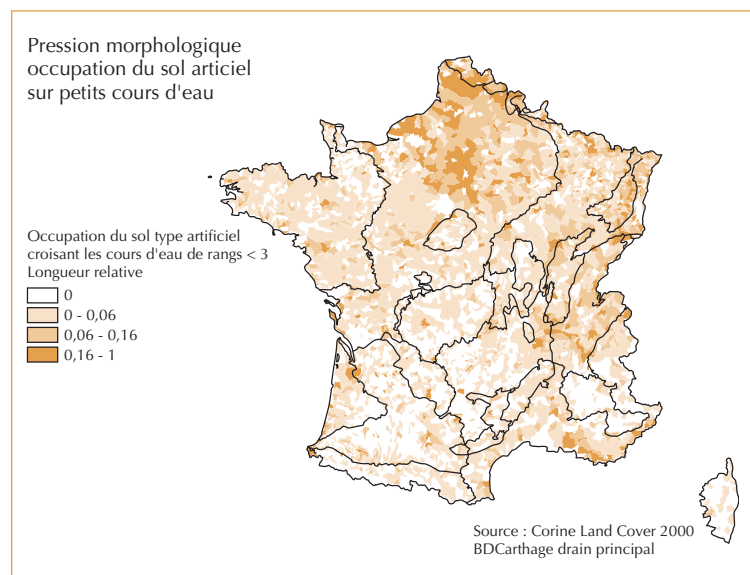 Pression morphologique
occupation du sol articiel
sur petits cours d'eau
Occupation du sol type artificiel
croisant les cours d'eau de rangs < 3
Longueur relative
0
0 - 0,06
0,06 - 0,16
0,16 - 1
Source : Corine Land Cover 2000
BDCarthage drain principal